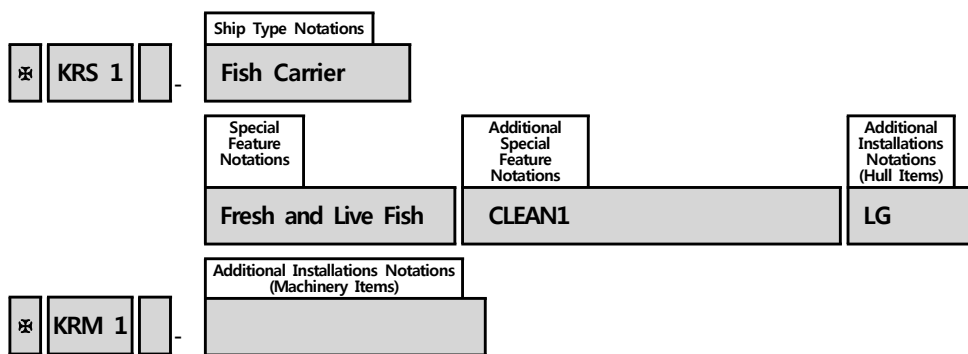 Ship Type Notations
✠ KRS 1 - Fish Carrier
Special
Feature
Notations
Additional
Special
Feature
Notations
Additional
Installations
Notations
(Hull Items)
Fresh and Live Fish
CLEAN1
LG
Additional Installations Notations
(Machinery Items)
✠ KRM 1 -